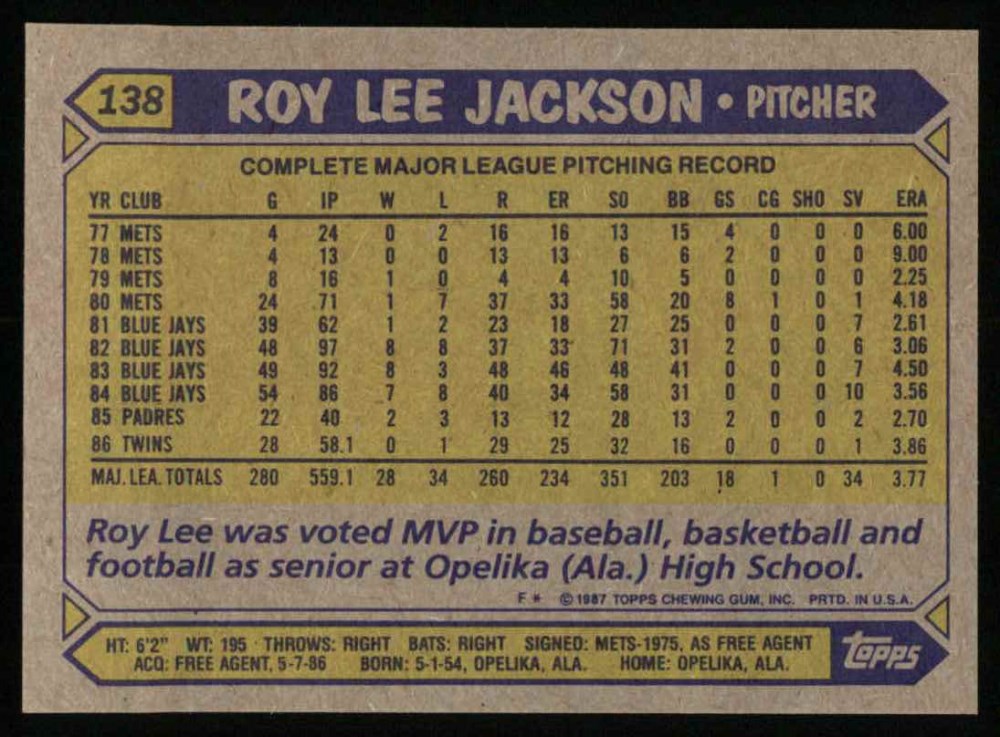 138 ROY LEE JACKSON • PITCHER
COMPLETE MAJOR LEAGUE PITCHING RECORD
YR CLUB G IP W L R ER SO BB GS CG SHO SV ERA
77 METS 4 24 0 2 16 16 13 15 4 0 0 0 6.00
78 METS 4 13 0 0 13 13 6 6 2 0 0 0 9.00
79 METS 8 16 1 0 4 4 10 5 0 0 0 0 2.25
80 METS 24 71 1 7 37 33 58 20 8 1 0 1 4.18
81 BLUE JAYS 39 62 1 2 23 18 27 25 0 0 0 7 2.61
82 BLUE JAYS 48 97 8 8 37 33 71 31 2 0 0 6 3.06
83 BLUE JAYS 49 92 8 3 48 46 48 41 0 0 0 7 4.50
84 BLUE JAYS 54 86 7 8 40 34 58 31 0 0 0 10 3.56
85 PADRES 22 40 2 3 13 12 28 13 2 0 0 2 2.70
86 TWINS 28 58.1 0 1 29 25 32 16 0 0 0 1 3.86
MAJ. LEA. TOTALS 280 559.1 28 34 260 234 351 203 18 1 0 34 3.77
Roy Lee was voted MVP in baseball, basketball and
football as senior at Opelika (Ala.) High School.
F * © 1987 TOPPS CHEWING GUM, INC. PRTD. IN U.S.A.
HT: 6'2" WT: 195 THROWS: RIGHT BATS: RIGHT SIGNED: METS-1975, AS FREE AGENT
ACQ: FREE AGENT, 5-7-86 BORN: 5-1-54, OPELIKA, ALA. HOME: OPELIKA, ALA.
Topps